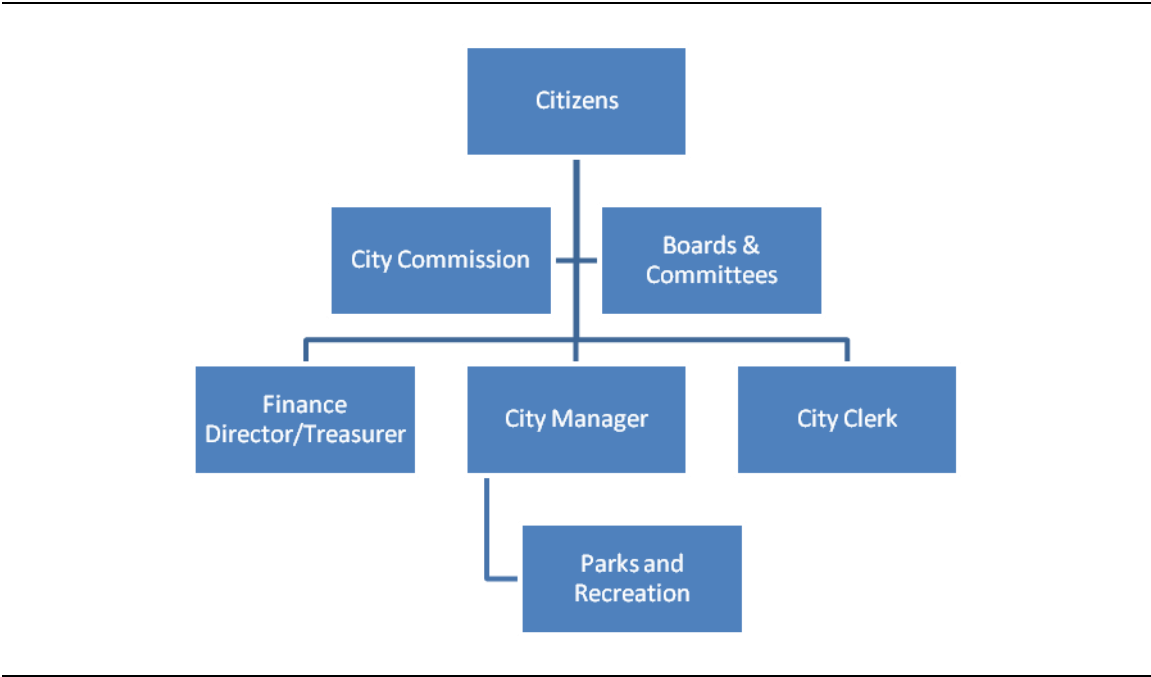 Citizens
City Commission
Boards &
Committees
Finance
Director/Treasurer
City Manager
City Clerk
Parks and
Recreation